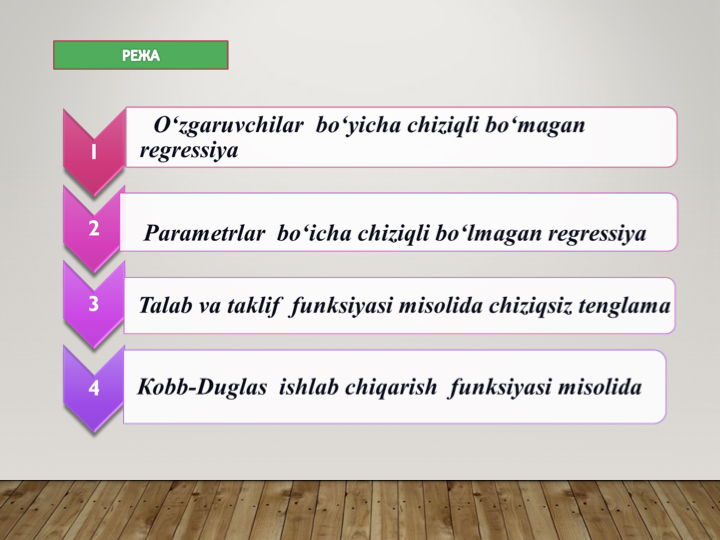 РЕЖА
1
O‘zgaruvchilar bo‘yicha chiziqli bo‘magan
regressiya
2
Parametrlar bo‘icha chiziqli bo‘lmagan regressiya
3
Talab va taklif funksiyasi misolida chiziqsiz tenglama
4
Kobb-Duglas ishlab chiqarish funksiyasi misolida